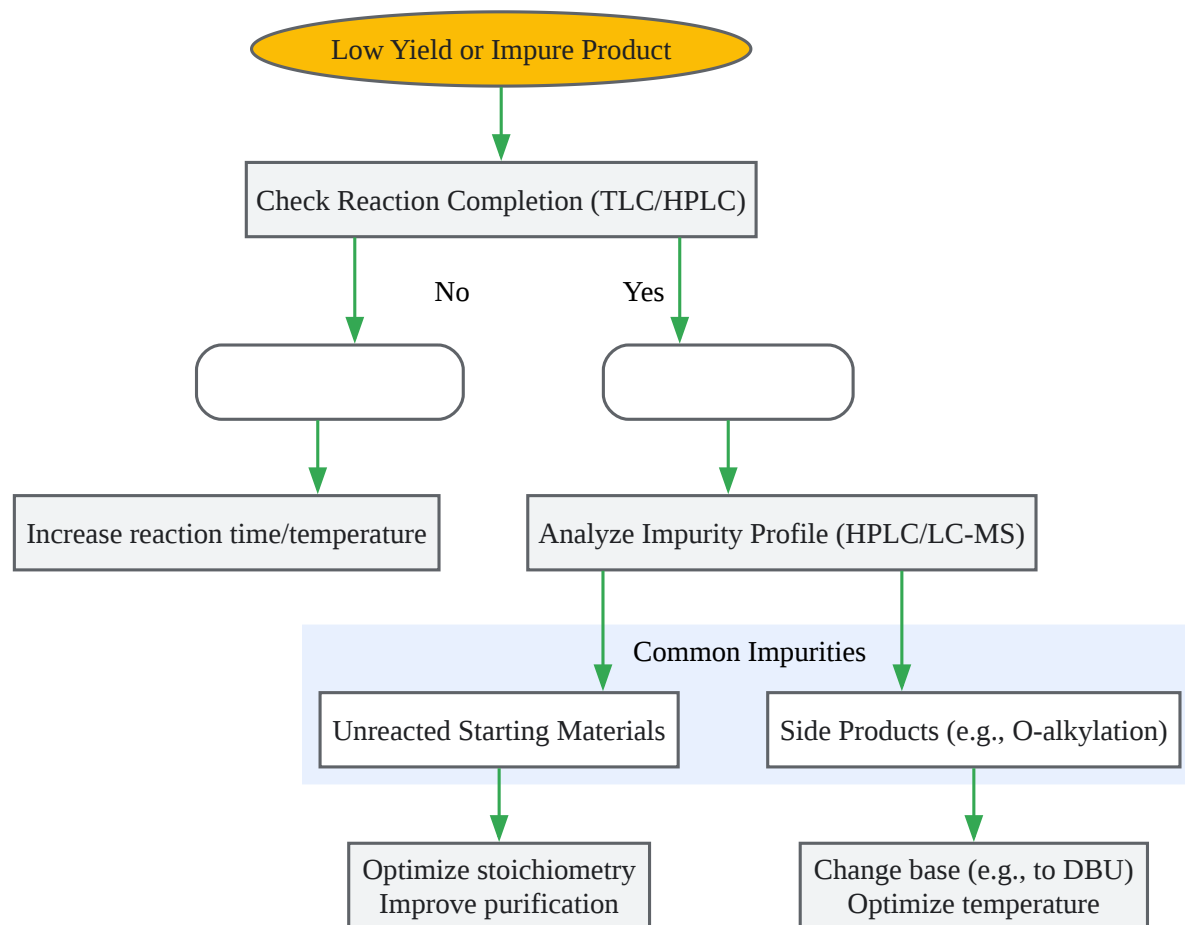 Low Yield or Impure Product
Check Reaction Completion (TLC/HPLC)
No
Yes
Increase reaction time/temperature
Analyze Impurity Profile (HPLC/LC-MS)
Common Impurities
Unreacted Starting Materials
Side Products (e.g., O-alkylation)
Optimize stoichiometry
Improve purification
Change base (e.g., to DBU)
Optimize temperature